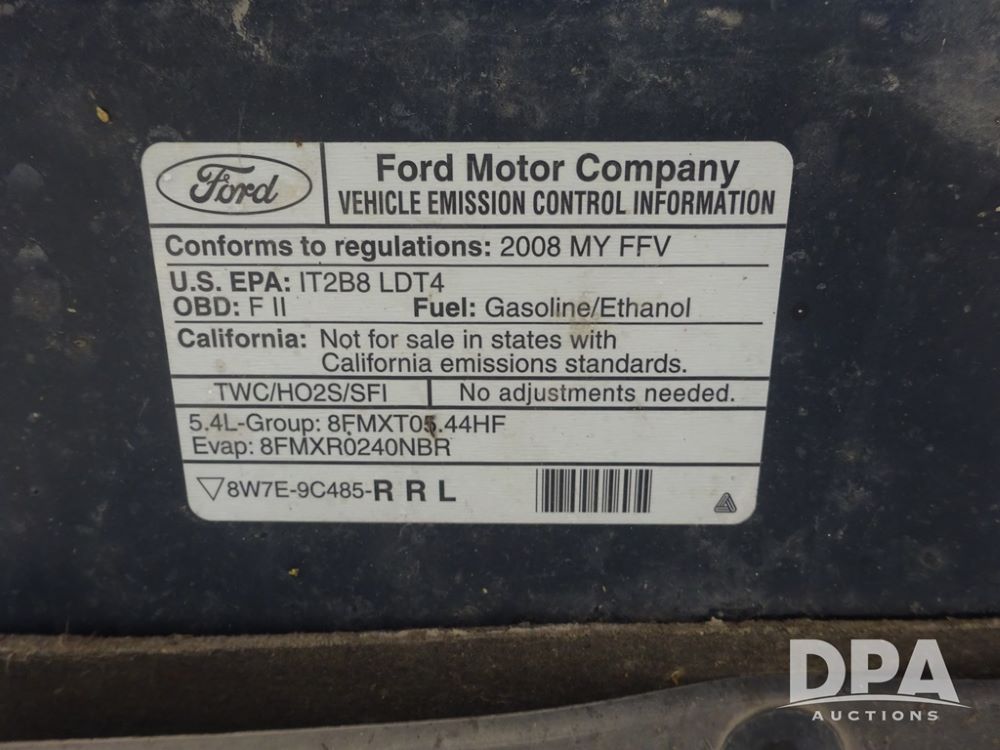 Ford
Ford Motor Company
VEHICLE EMISSION CONTROL INFORMATION
Conforms to regulations: 2008 MY FFV
U.S. EPA: IT2B8 LDT4
OBD: F II Fuel: Gasoline/Ethanol
California: Not for sale in states with
California emissions standards.
TWC/HO2S/SFI No adjustments needed.
5.4L-Group: 8FMXT05.44HF
Evap: 8FMXR0240NBR
8W7E-9C485-R R L
DPA
AUCTIONS